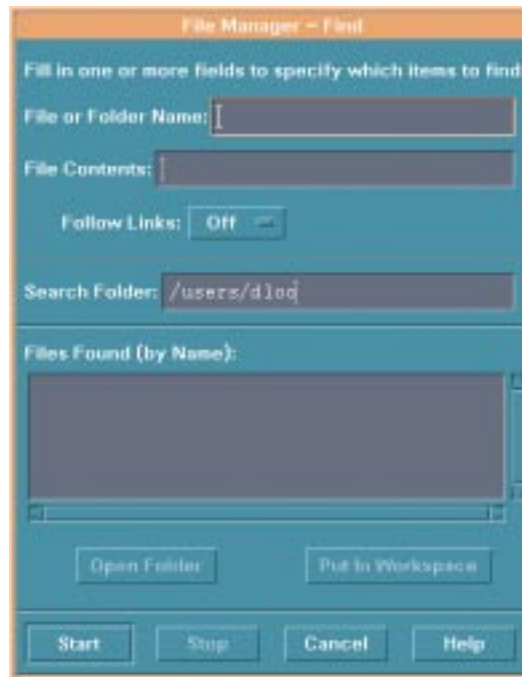 File Manager – Find
Fill in one or more fields to specify which items to find
File or Folder Name:
File Contents:
Follow Links: Off
Search Folder: /users/dloc
Files Found (by Name):
Open Folder Put In Workspace
Start Stop Cancel Help